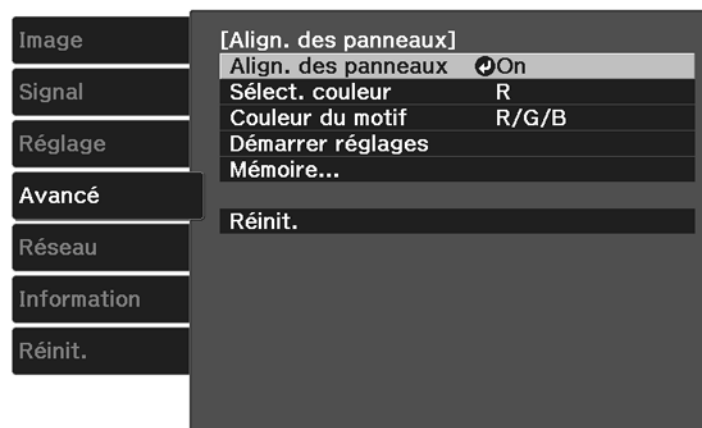 Image
Signal
Réglage
Avancé
Réseau
Information
Réinit.
[Align. des panneaux]
Align. des panneaux On
Sélect. couleur R
Couleur du motif R/G/B
Démarrer réglages
Mémoire...
Réinit.